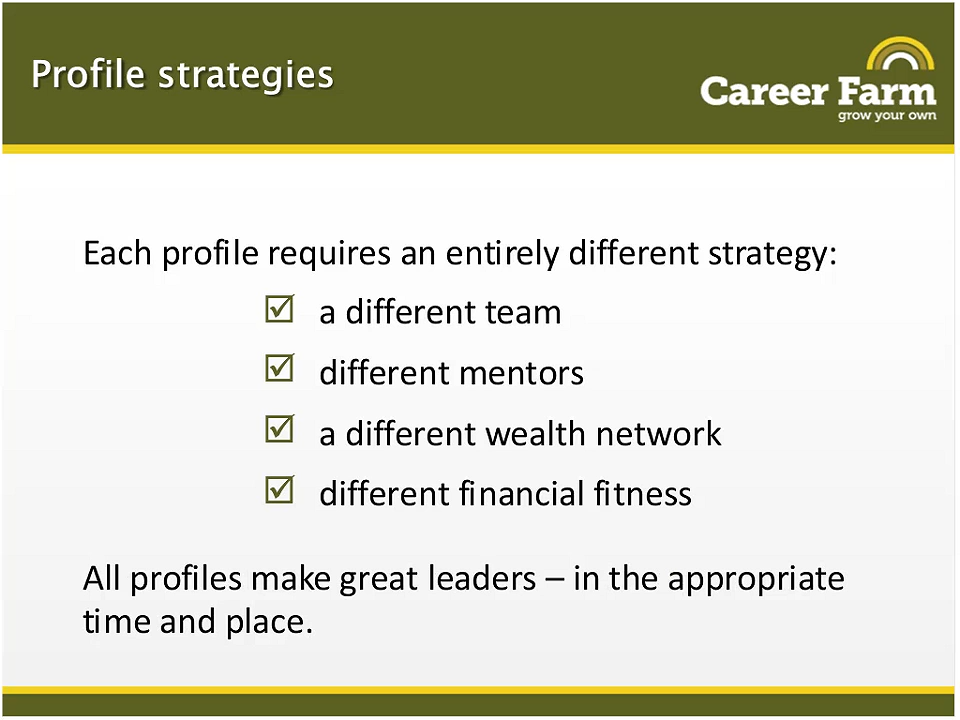 Profile strategies
Career Farm
grow your own
Each profile requires an entirely different strategy:
a different team
different mentors
a different wealth network
different financial fitness
All profiles make great leaders – in the appropriate
time and place.